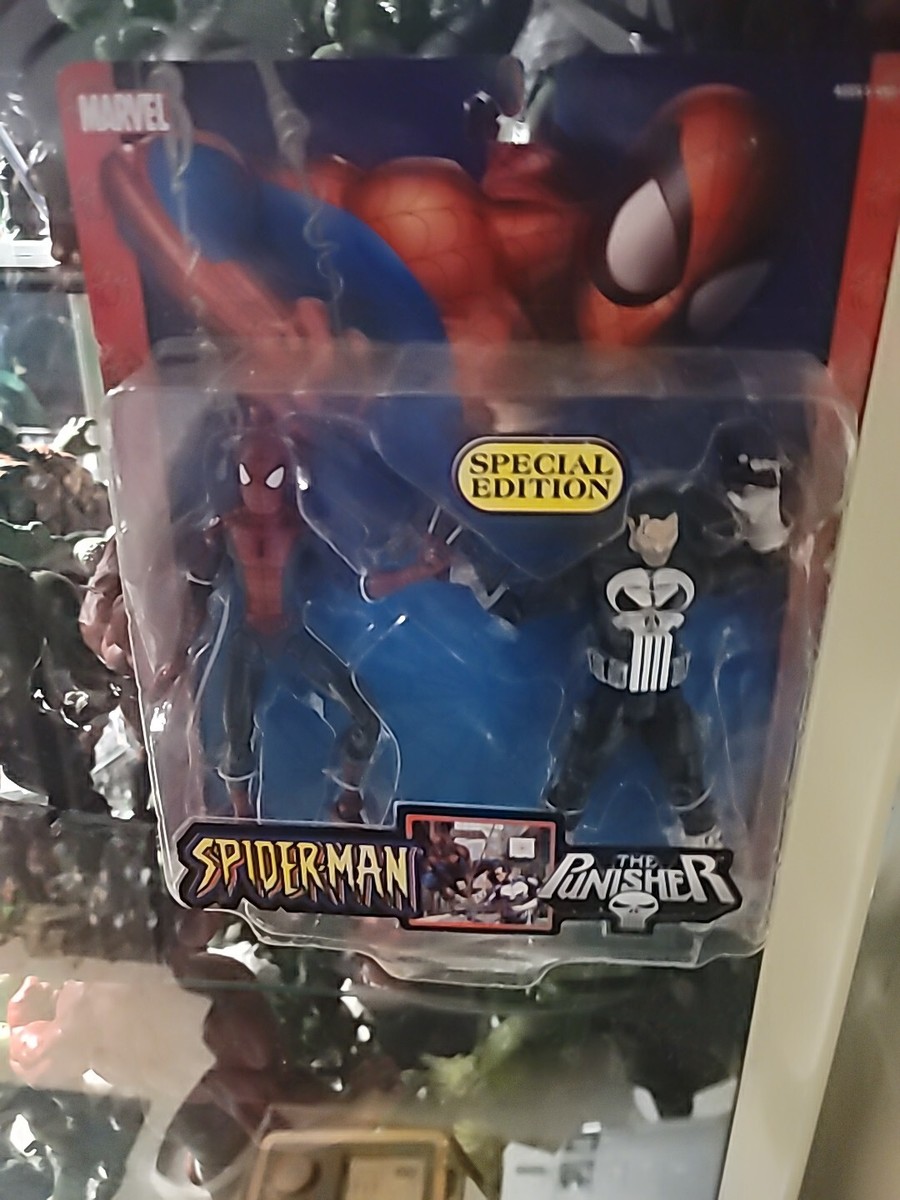 MARVEL
SPECIAL
EDITION
SPIDER-MAN
THE
PUNISHER